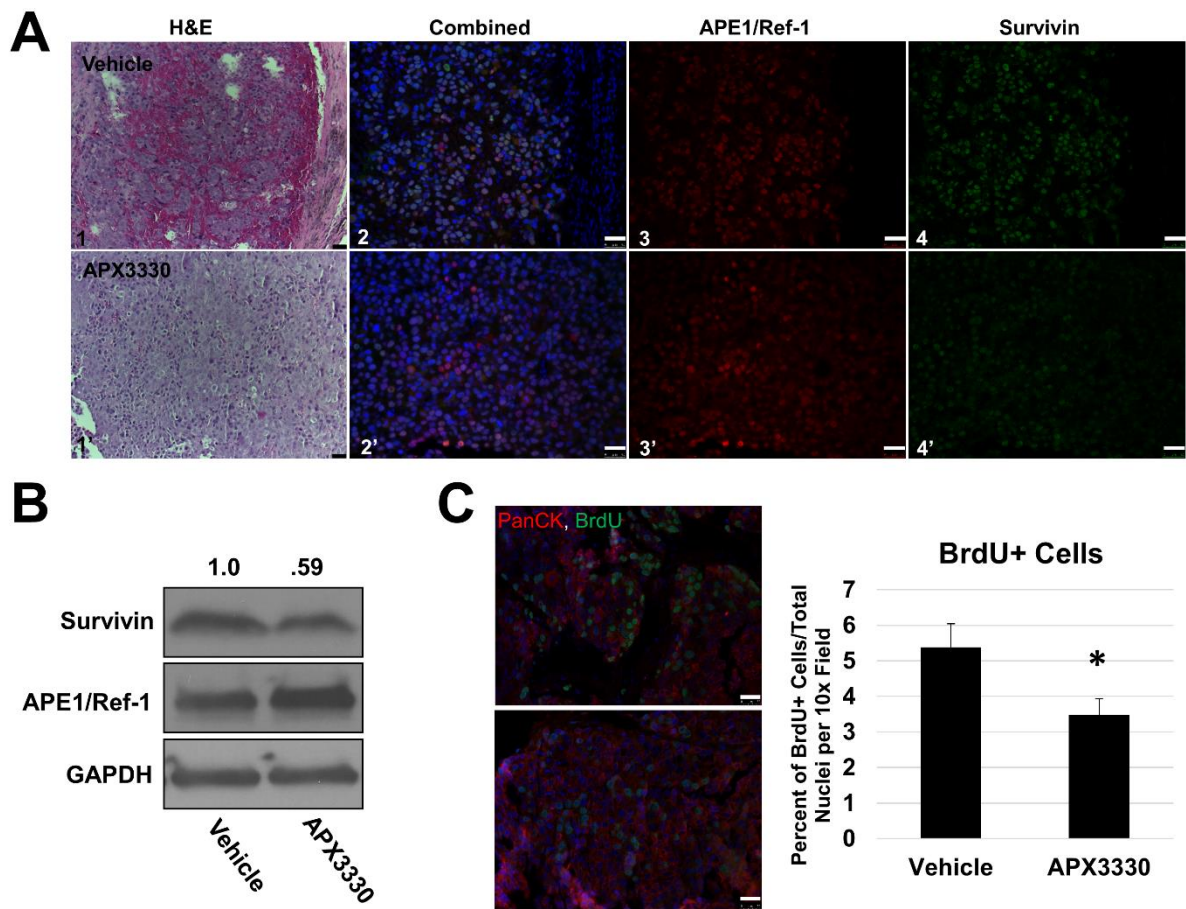 A
H&E
Combined
APE1/Ref-1
Survivin
Vehicle
1
2
3
4
APX3330
1'
2'
3'
4'
B
1.0
.59
Survivin
APE1/Ref-1
GAPDH
Vehicle
APX3330
C
PanCK, BrdU
BrdU+ Cells
Percent of BrdU+ Cells/Total
Nuclei per 10x Field
7
6
5
4
3
2
1
0
*
Vehicle
APX3330